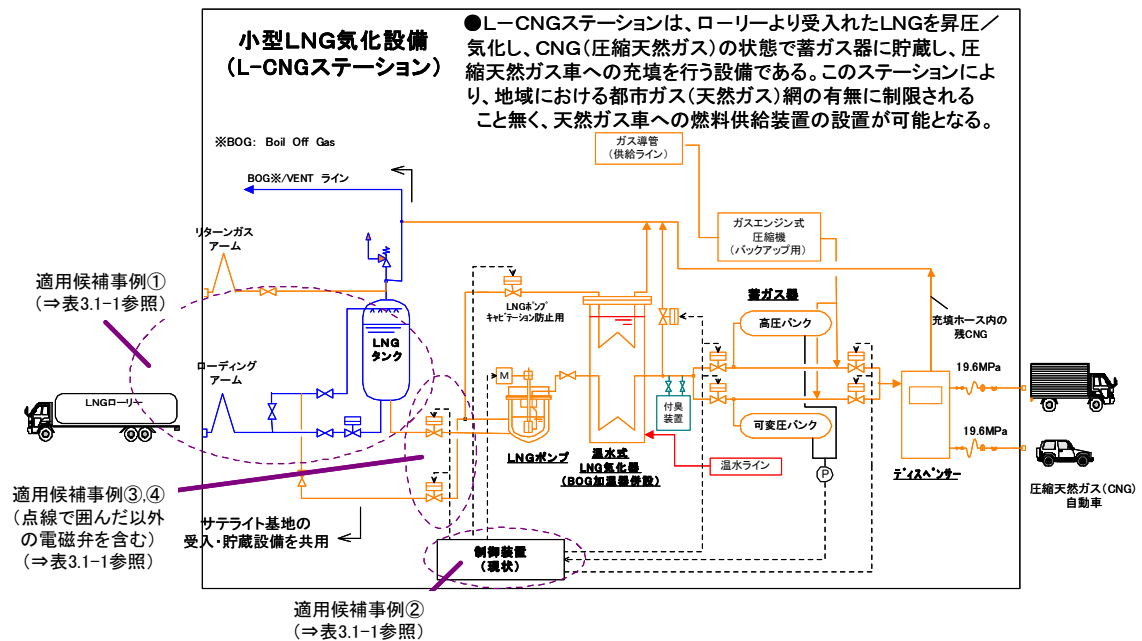 小型LNG気化設備
(L-CNGステーション)
●L－CNGステーションは、ローリーより受入れたLNGを昇圧／
気化し、CNG(圧縮天然ガス)の状態で蓄ガス器に貯蔵し、圧
縮天然ガス車への充填を行う設備である。このステーションによ
り、地域における都市ガス(天然ガス)網の有無に制限される
こと無く、天然ガス車への燃料供給装置の設置が可能となる。
※BOG: Boil Off Gas
BOG※/VENT ライン
ガス導管
(供給ライン)
ガスエンジン式
圧縮機
(バックアップ用)
リターンガス
アーム
適用候補事例①
(⇒表3.1-1参照)
LNG
タンク
LNGポンプ
キャビテーション防止用
蓄ガス器
高圧バンク
充填ホース内の
残CNG
19.6MPa
ローディング
アーム
LNGローリー
M
付臭
装置
可変圧バンク
19.6MPa
LNGポンプ
温水式
LNG気化器
(BOG加温器併設)
温水ライン
P
ディスペンサー
圧縮天然ガス(CNG)
自動車
適用候補事例③,④
(点線で囲んだ以外
の電磁弁を含む)
(⇒表3.1-1参照)
サテライト基地の
受入・貯蔵設備を共用
制御装置
(現状)
適用候補事例②
(⇒表3.1-1参照)